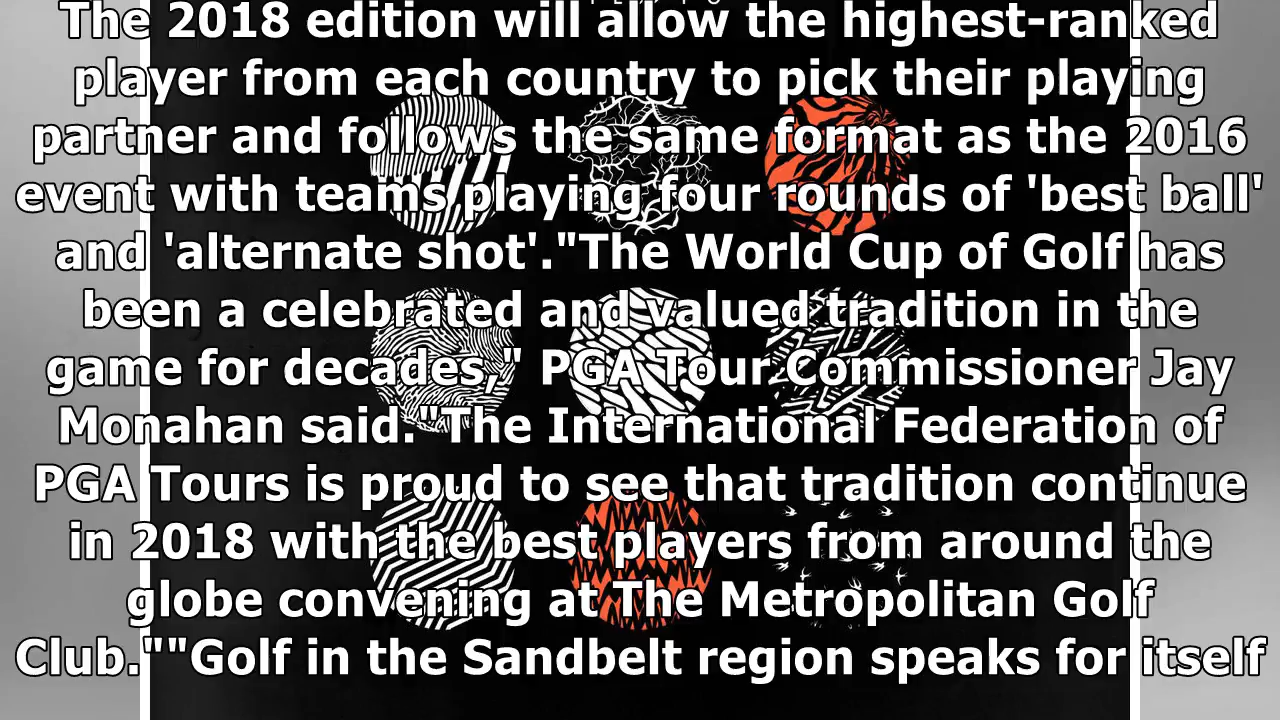 The 2018 edition will allow the highest-ranked
player from each country to pick their playing
partner and follows the same format as the 2016
event with teams playing four rounds of 'best ball'
and 'alternate shot'."The World Cup of Golf has
been a celebrated and valued tradition in the
game for decades," PGA Tour Commissioner Jay
Monahan said."The International Federation of
PGA Tours is proud to see that tradition continue
in 2018 with the best players from around the
globe convening at The Metropolitan Golf
Club.""Golf in the Sandbelt region speaks for itself